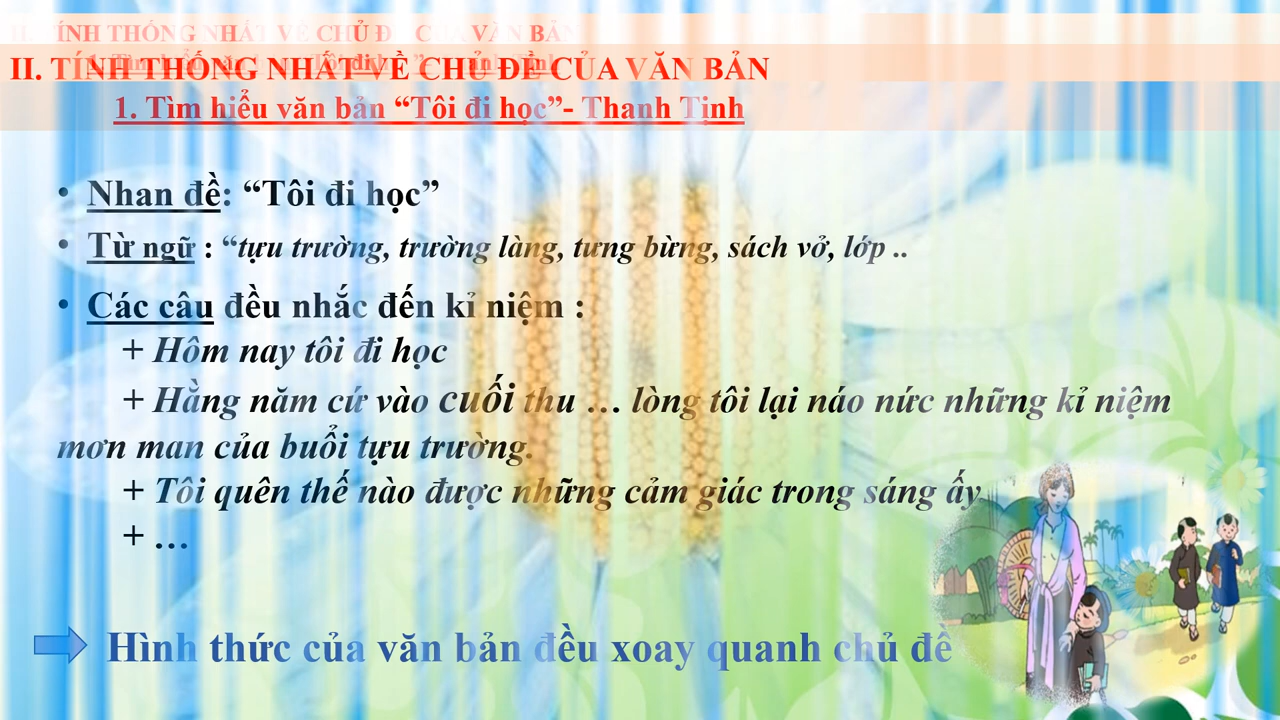 II. TÍNH THỐNG NHẤT VỀ CHỦ ĐỀ CỦA VĂN BẢN
1. Tìm hiểu văn bản “Tôi đi học”- Thanh Tịnh
• Nhan đề: “Tôi đi học”
• Từ ngữ : “tựu trường, trường làng, tưng bừng, sách vở, lớp ..
• Các câu đều nhắc đến kỉ niệm :
+ Hôm nay tôi đi học
+ Hằng năm cứ vào cuối thu … lòng tôi lại náo nức những kỉ niệm
mơn man của buổi tựu trường.
+ Tôi quên thế nào được những cảm giác trong sáng ấy
+ …
Hình thức của văn bản đều xoay quanh chủ đề